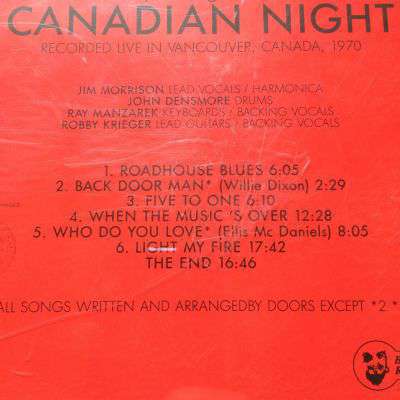 CANADIAN NIGHT
RECORDED LIVE IN VANCOUVER, CANADA, 1970
JIM MORRISON LEAD VOCALS / HARMONICA
JOHN DENSMORE DRUMS
RAY MANZAREK KEYBOARDS / BACKING VOCALS
ROBBY KRIEGER LEAD GUITARS / BACKING VOCALS
1. ROADHOUSE BLUES 6:05
2. BACK DOOR MAN* (Willie Dixon) 2:29
3. FIVE TO ONE 6:10
4. WHEN THE MUSIC 'S OVER 12:28
5. WHO DO YOU LOVE* (Ellis Mc Daniels) 8:05
6. LIGHT MY FIRE 17:42
THE END 16:46
ALL SONGS WRITTEN AND ARRANGEDBY DOORS EXCEPT *2.*